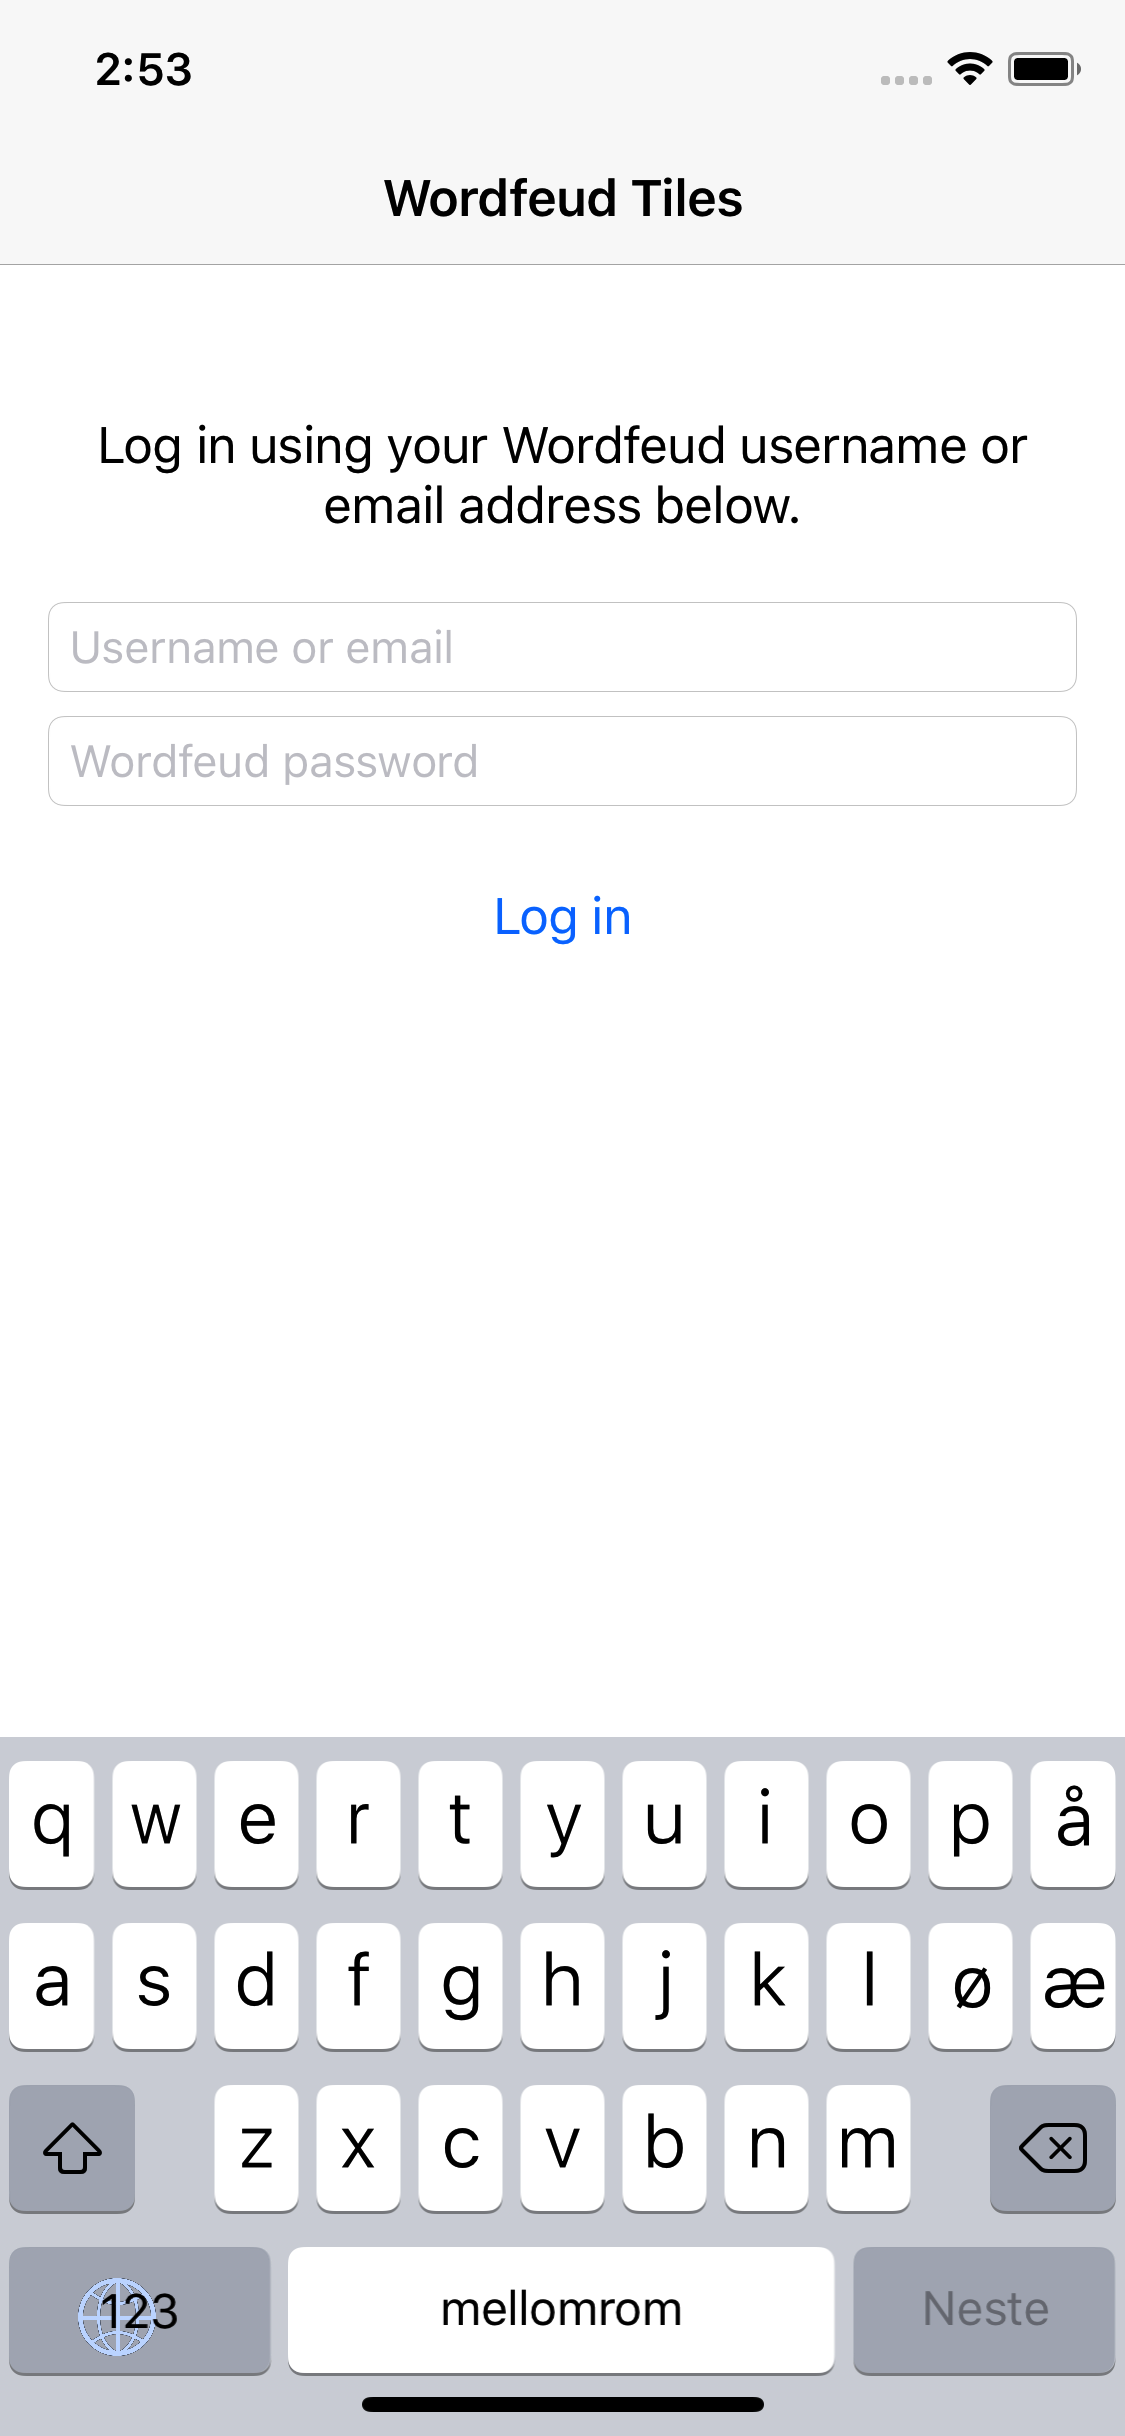 2:53
Wordfeud Tiles
Log in using your Wordfeud username or
email address below.
Username or email
Wordfeud password
Log in
q w e r t y u i o p å
a s d f g h j k l ø æ
z x c v b n m
123 mellomrom Neste